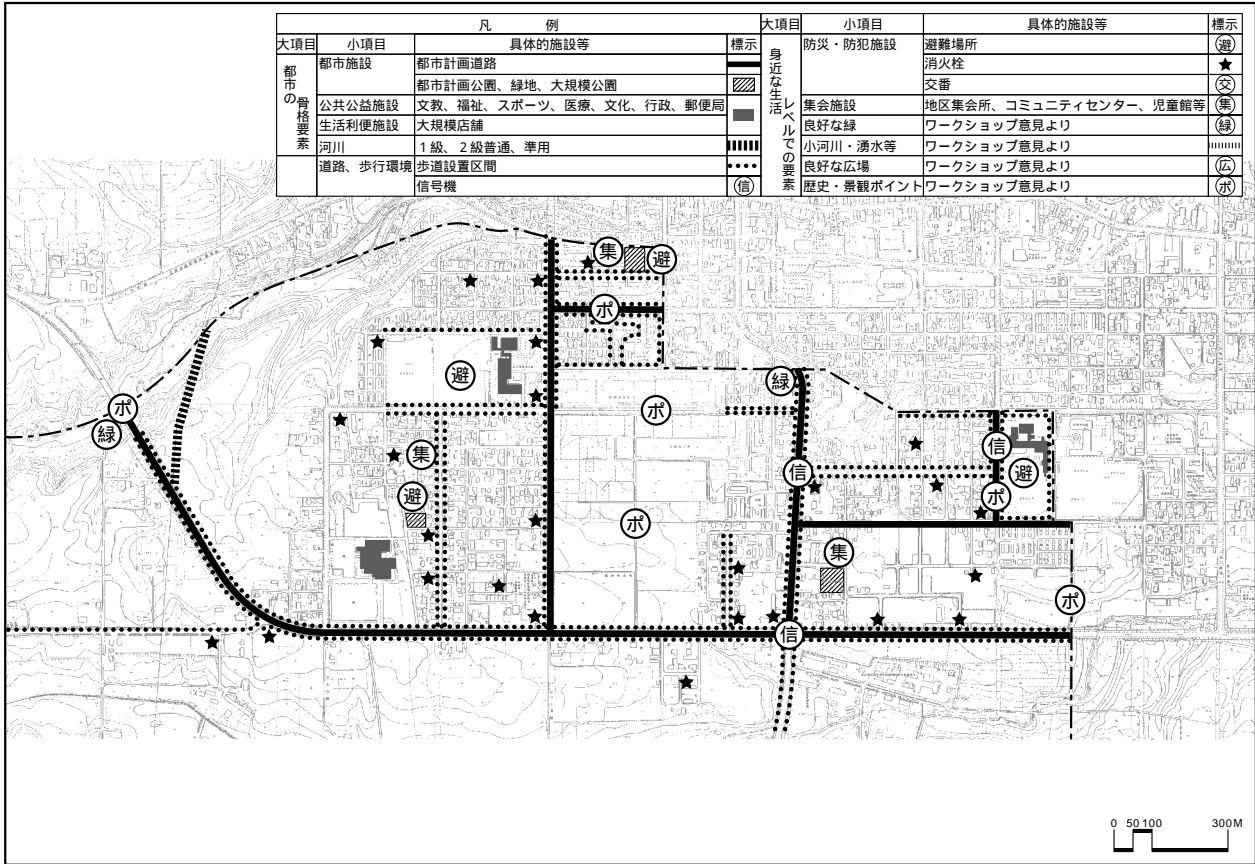 凡 例
大項目 小項目 具体的施設等 標示
都市の骨格要素
都市施設 都市計画道路
都市計画公園、緑地、大規模公園
公共公益施設 文教、福祉、スポーツ、医療、文化、行政、郵便局
生活利便施設 大規模店舗
河川 1級、2級普通、準用
道路、歩行環境 歩道設置区間
信号機 信
大項目 小項目 具体的施設等 標示
身近な生活レベルでの要素
防災・防犯施設 避難場所 避
消火栓 ★
交番 交
集会施設 地区集会所、コミュニティセンター、児童館等 集
良好な緑 ワークショップ意見より 緑
小河川・湧水等 ワークショップ意見より
良好な広場 ワークショップ意見より 広
歴史・景観ポイント ワークショップ意見より ポ
集 避
ポ
避
緑
ポ
ポ
緑
集
信
信
避
避
ポ
ポ
集
ポ
信
0 50 100 300M